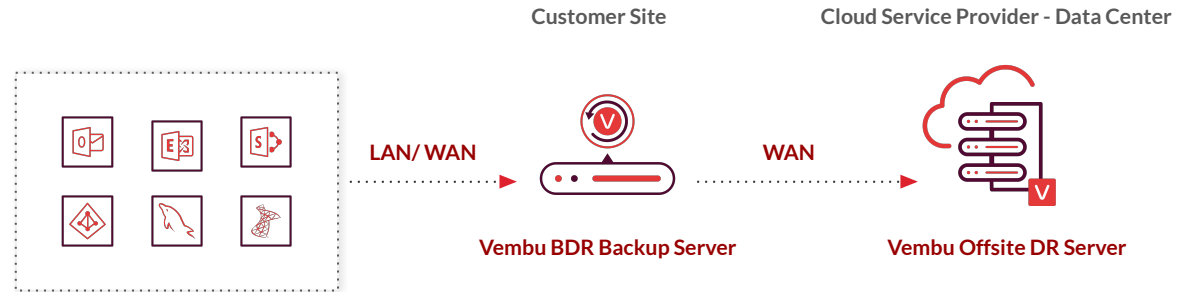 Customer Site
Cloud Service Provider - Data Center
O
E
S
LAN/ WAN
V
WAN
V
Vembu BDR Backup Server
Vembu Offsite DR Server